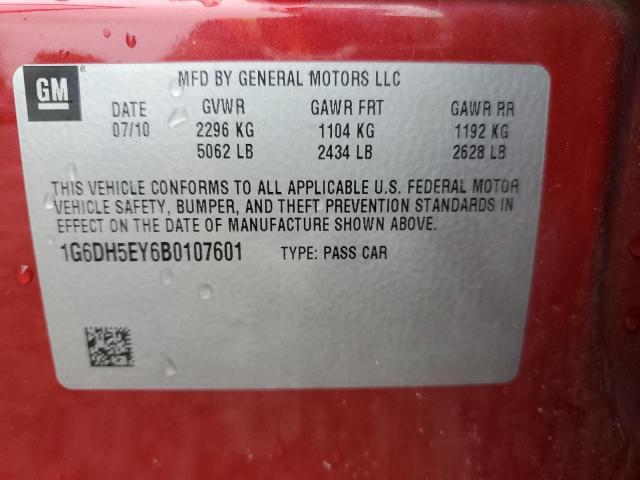 GM ®
MFD BY GENERAL MOTORS LLC
DATE GVWR GAWR FRT GAWR RR
07/10 2296 KG 1104 KG 1192 KG
5062 LB 2434 LB 2628 LB
THIS VEHICLE CONFORMS TO ALL APPLICABLE U.S. FEDERAL MOTOR
VEHICLE SAFETY, BUMPER, AND THEFT PREVENTION STANDARDS IN
EFFECT ON THE DATE OF MANUFACTURE SHOWN ABOVE.
1G6DH5EY6B0107601 TYPE: PASS CAR